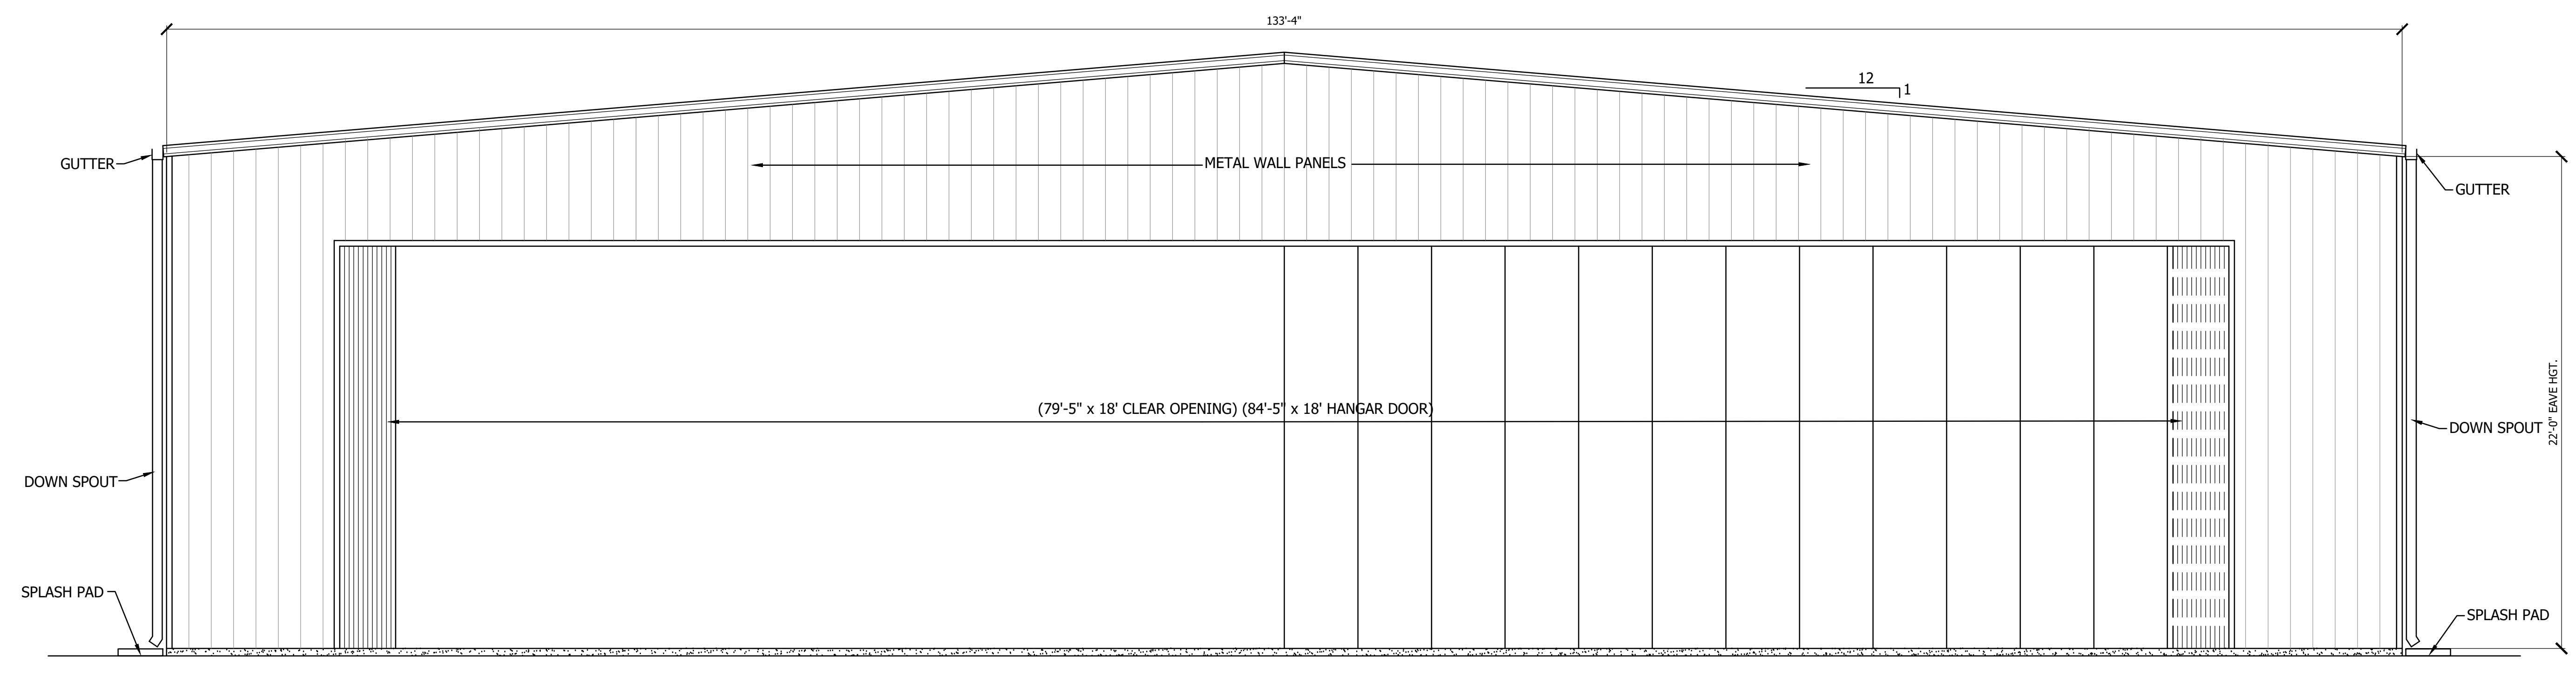 133'-4"
12
1
GUTTER
METAL WALL PANELS
GUTTER
(79'-5" x 18' CLEAR OPENING) (84'-5" x 18' HANGAR DOOR)
22'-0" EAVE HGT.
DOWN SPOUT
DOWN SPOUT
SPLASH PAD
SPLASH PAD